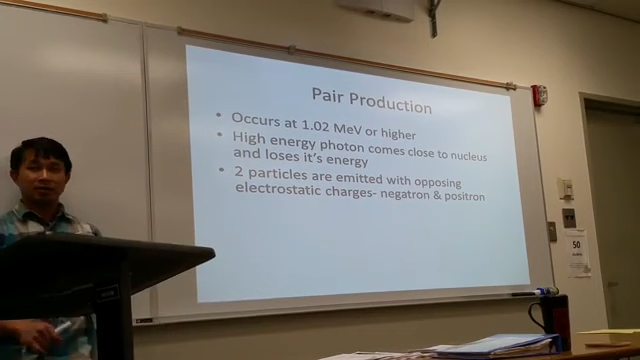 Pair Production
• Occurs at 1.02 MeV or higher
• High energy photon comes close to nucleus
and loses it's energy
• 2 particles are emitted with opposing
electrostatic charges- negatron & positron
50